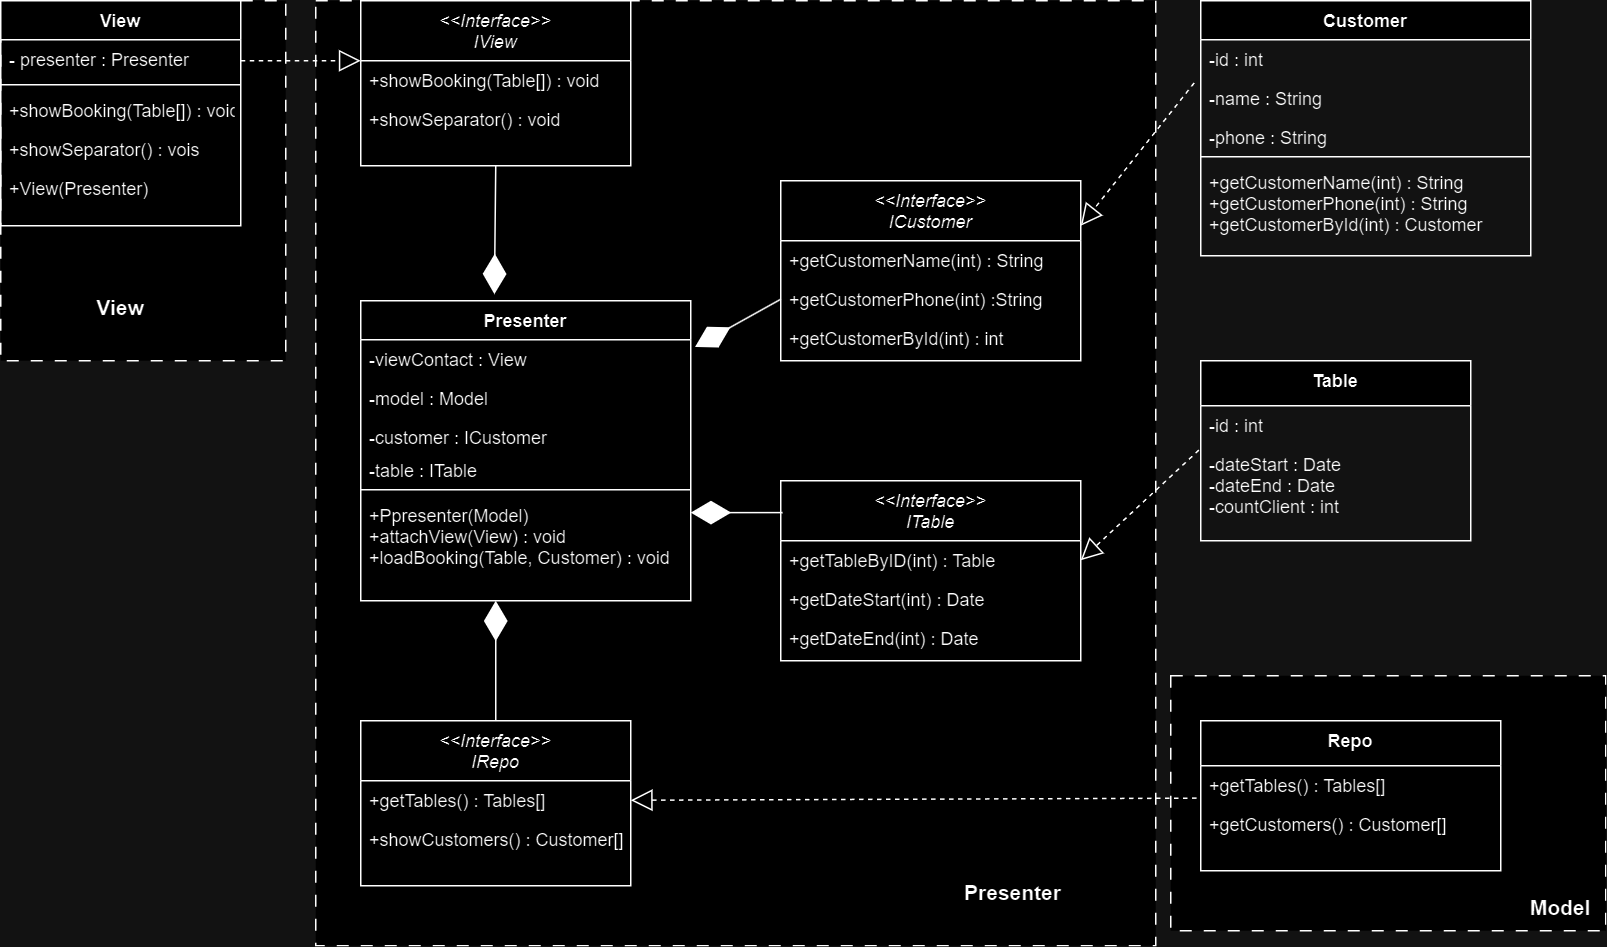 View
- presenter : Presenter
+showBooking(Table[]) : voic
+showSeparator() : vois
+View(Presenter)
View
<<Interface>>
IView
+showBooking(Table[]) : void
+showSeparator() : void
Presenter
-viewContact : View
-model : Model
-customer : ICustomer
-table : ITable
+Ppresenter(Model)
+attachView(View) : void
+loadBooking(Table, Customer) : void
<<Interface>>
IRepo
+getTables() : Tables[]
+showCustomers() : Customer[]
<<Interface>>
ICustomer
+getCustomerName(int) : String
+getCustomerPhone(int) :String
+getCustomerById(int) : int
<<Interface>>
ITable
+getTableByID(int) : Table
+getDateStart(int) : Date
+getDateEnd(int) : Date
Presenter
Customer
-id : int
-name : String
-phone : String
+getCustomerName(int) : String
+getCustomerPhone(int) : String
+getCustomerById(int) : Customer
Table
-id : int
-dateStart : Date
-dateEnd : Date
-countClient : int
Repo
+getTables() : Tables[]
+getCustomers() : Customer[]
Model